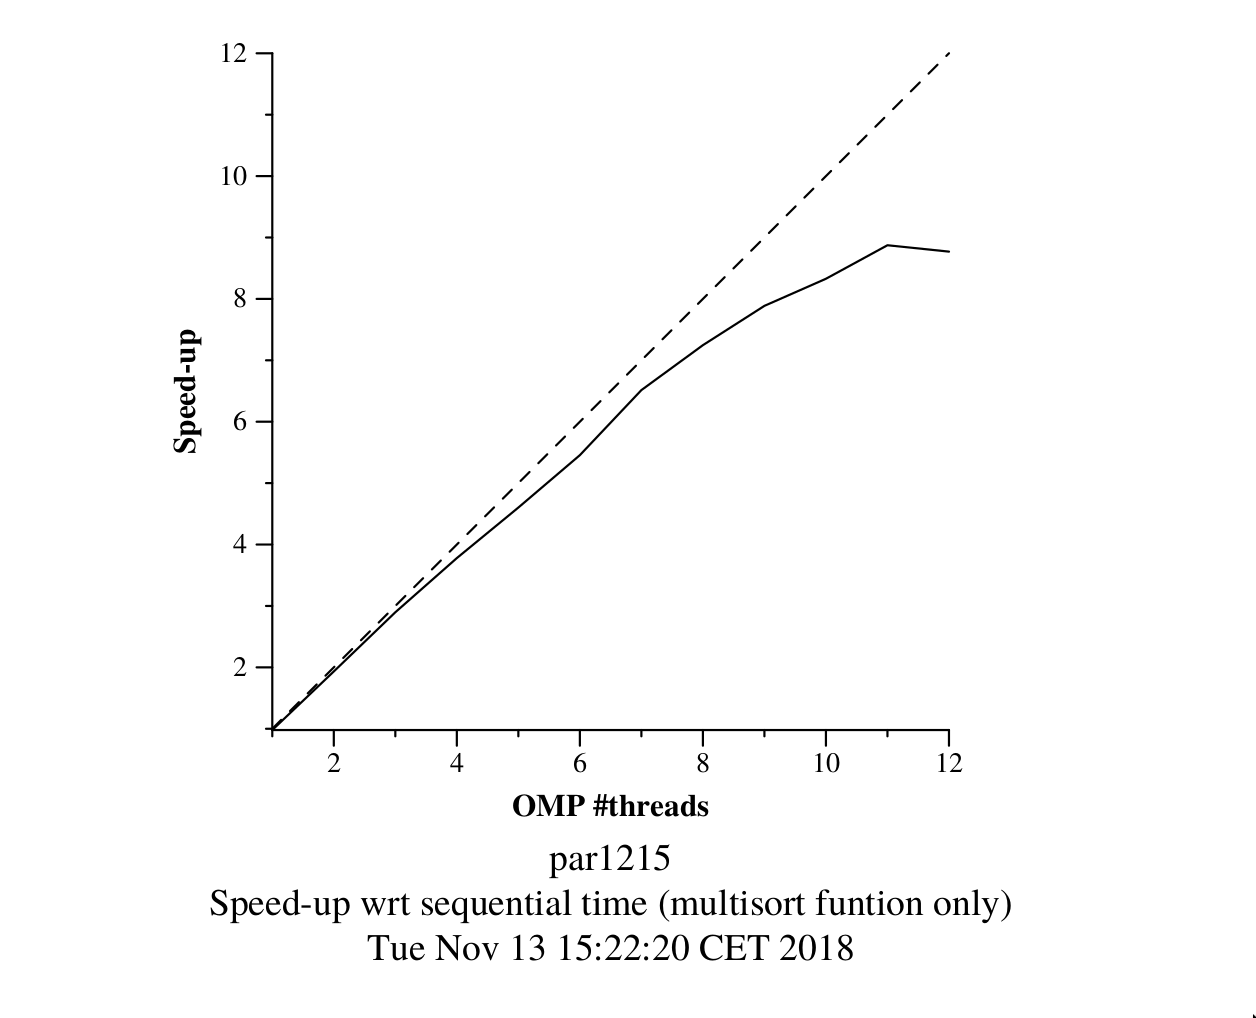 12
10
8
6
4
2
Speed-up
2 4 6 8 10 12
OMP #threads
par1215
Speed-up wrt sequential time (multisort funtion only)
Tue Nov 13 15:22:20 CET 2018